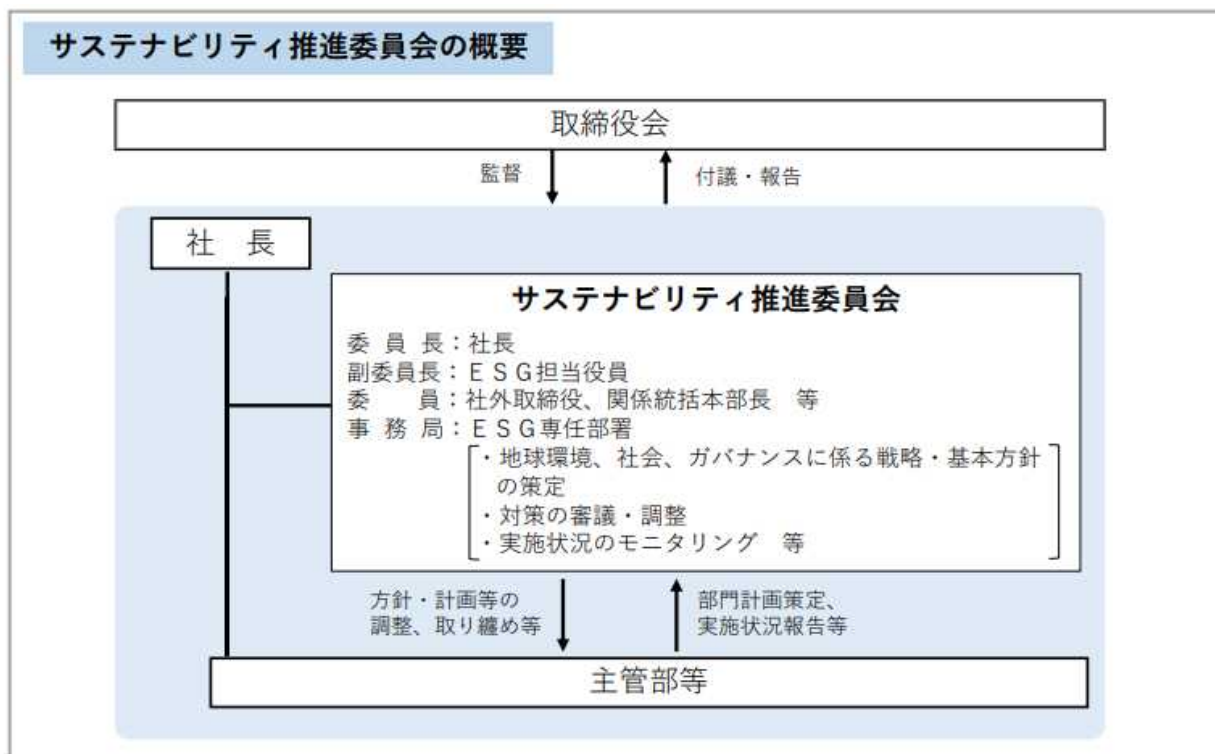 サステナビリティ推進委員会の概要
取締役会
監督
付議・報告
社　長
サステナビリティ推進委員会
委 員 長：社長
副委員長：ＥＳＧ担当役員
委　　員：社外取締役、関係統括本部長　等
事 務 局：ＥＳＧ専任部署
・地球環境、社会、ガバナンスに係る戦略・基本方針
の策定
・対策の審議・調整
・実施状況のモニタリング　等
方針・計画等の
調整、取り纏め等
部門計画策定、
実施状況報告等
主管部等